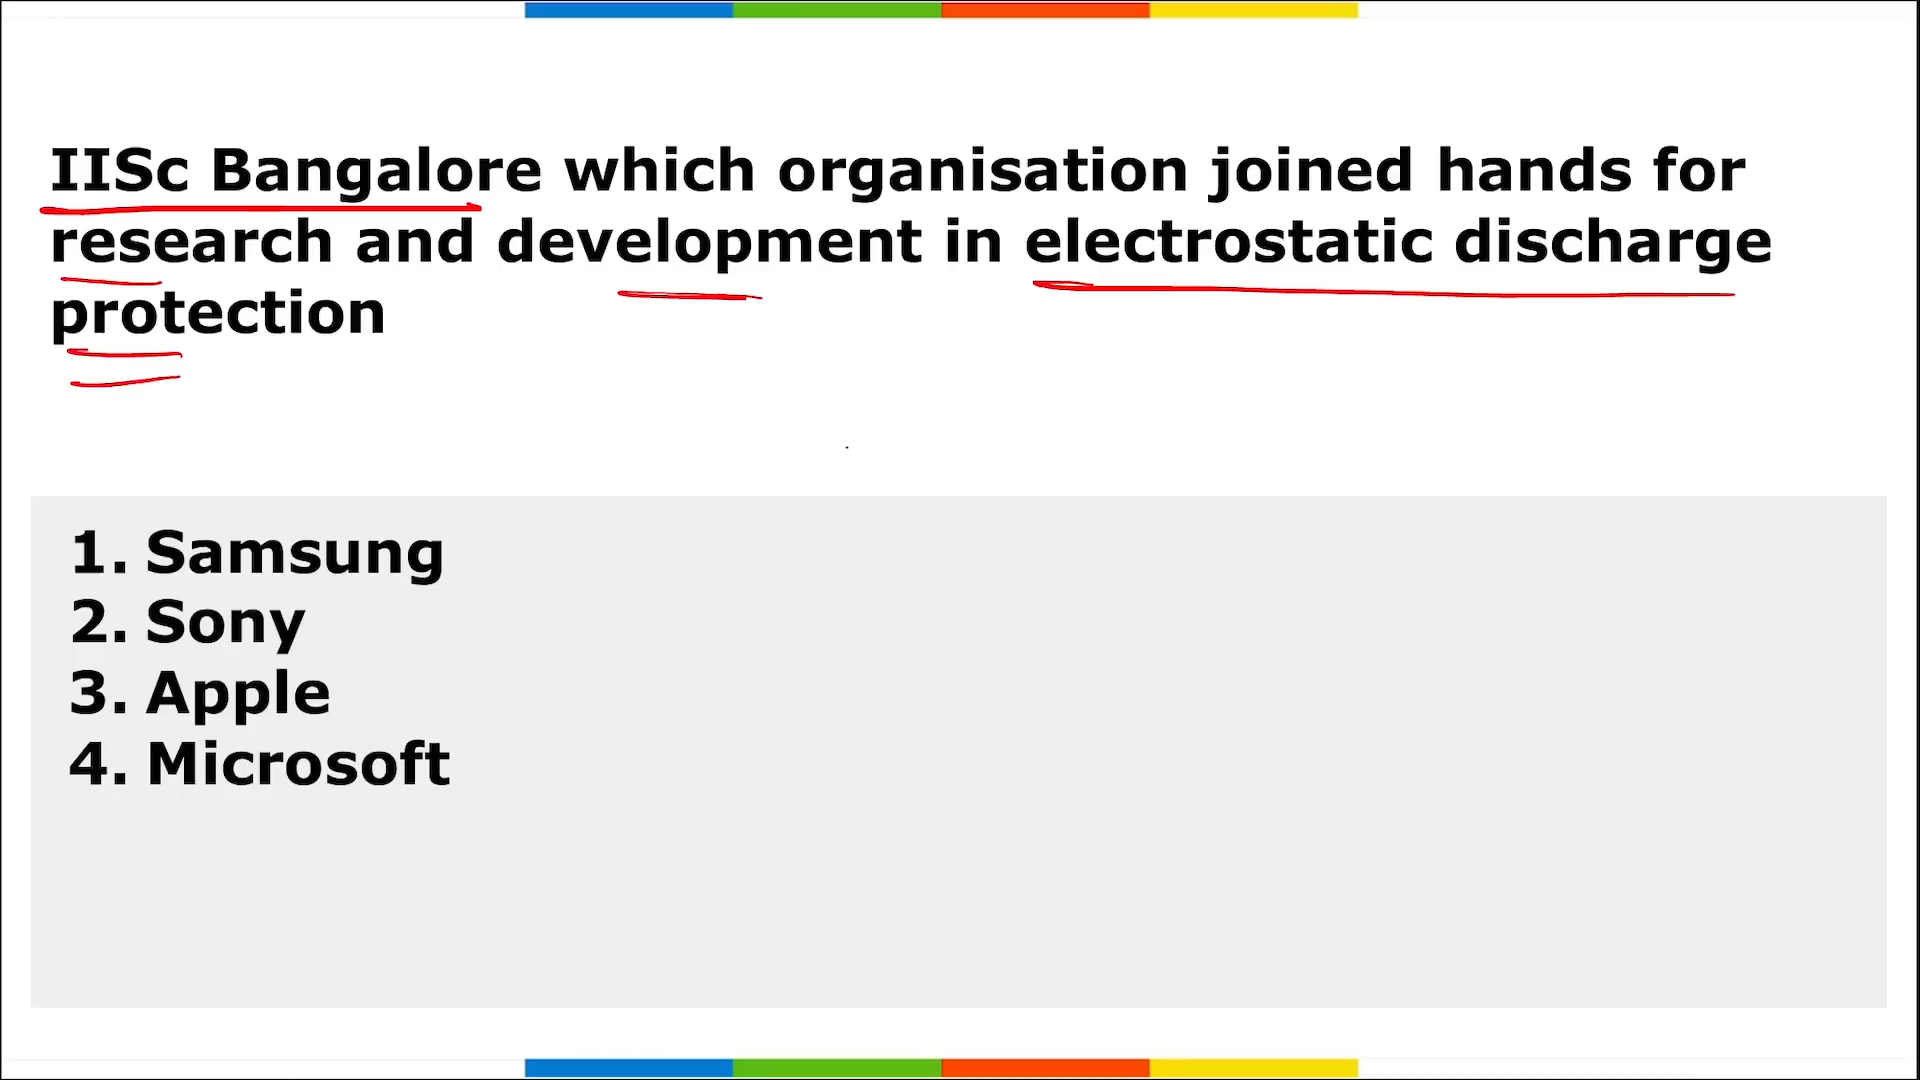 IISc Bangalore which organisation joined hands for
research and development in electrostatic discharge
protection
1. Samsung
2. Sony
3. Apple
4. Microsoft